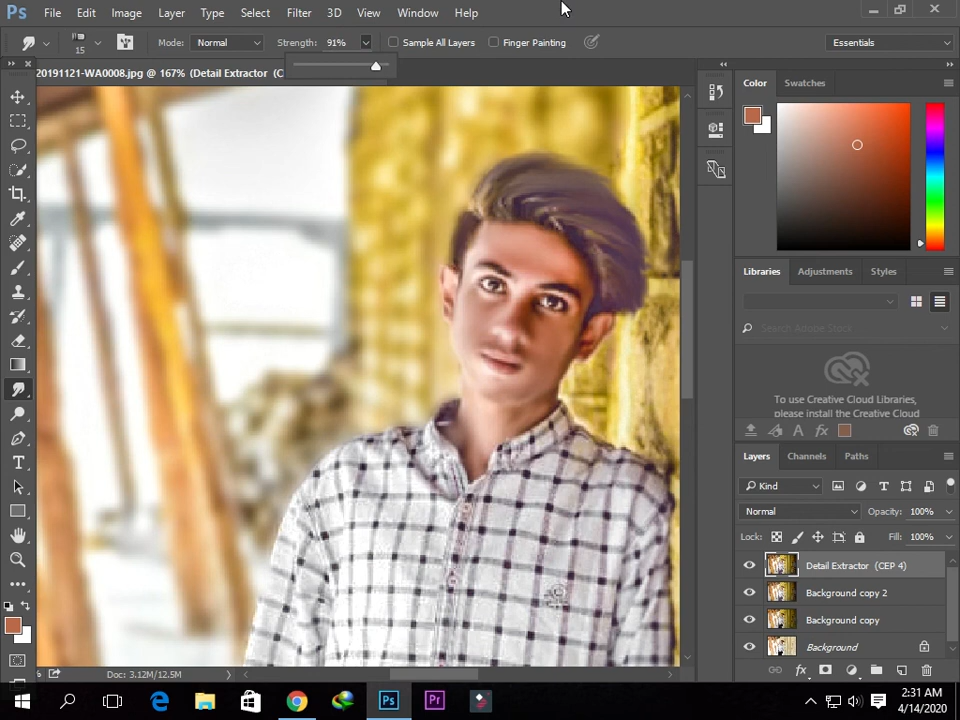 Ps File Edit Image Layer Type Select Filter 3D View Window Help
15 Mode: Normal Strength: 91% Sample All Layers Finger Painting Essentials
20191121-WA0008.jpg @ 167% (Detail Extractor (C
Color Swatches
Libraries Adjustments Styles
Search Adobe Stock
To use Creative Cloud Libraries,
please install the Creative Cloud
Layers Channels Paths
Kind
Normal Opacity: 100%
Lock: Fill: 100%
Detail Extractor (CEP 4)
Background copy 2
Background copy
Background
Doc: 3.12M/12.5M
Ps Pr
2:31 AM
4/14/2020